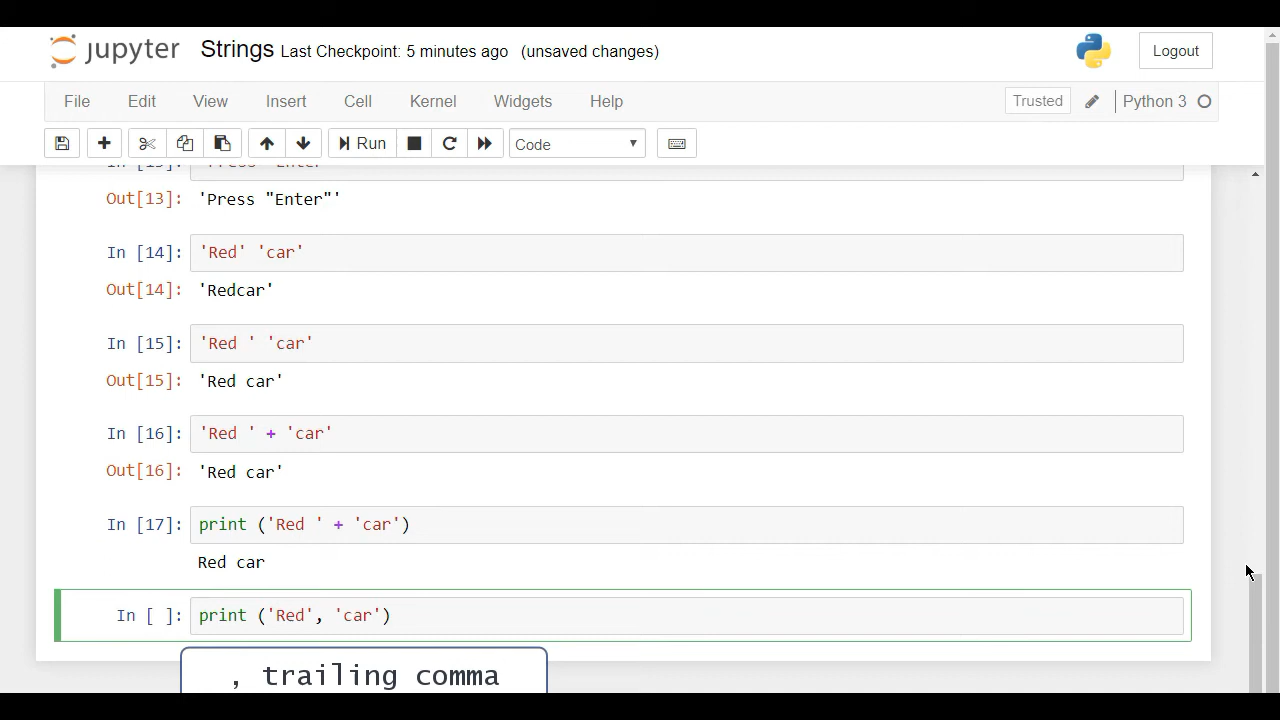 jupyter Strings Last Checkpoint: 5 minutes ago (unsaved changes) Logout
File Edit View Insert Cell Kernel Widgets Help Trusted Python 3
Run Code
Out[13]: 'Press "Enter"'
In [14]: 'Red' 'car'
Out[14]: 'Redcar'
In [15]: 'Red ' 'car'
Out[15]: 'Red car'
In [16]: 'Red ' + 'car'
Out[16]: 'Red car'
In [17]: print ('Red ' + 'car')
Red car
In [ ]: print ('Red', 'car')
, trailing comma